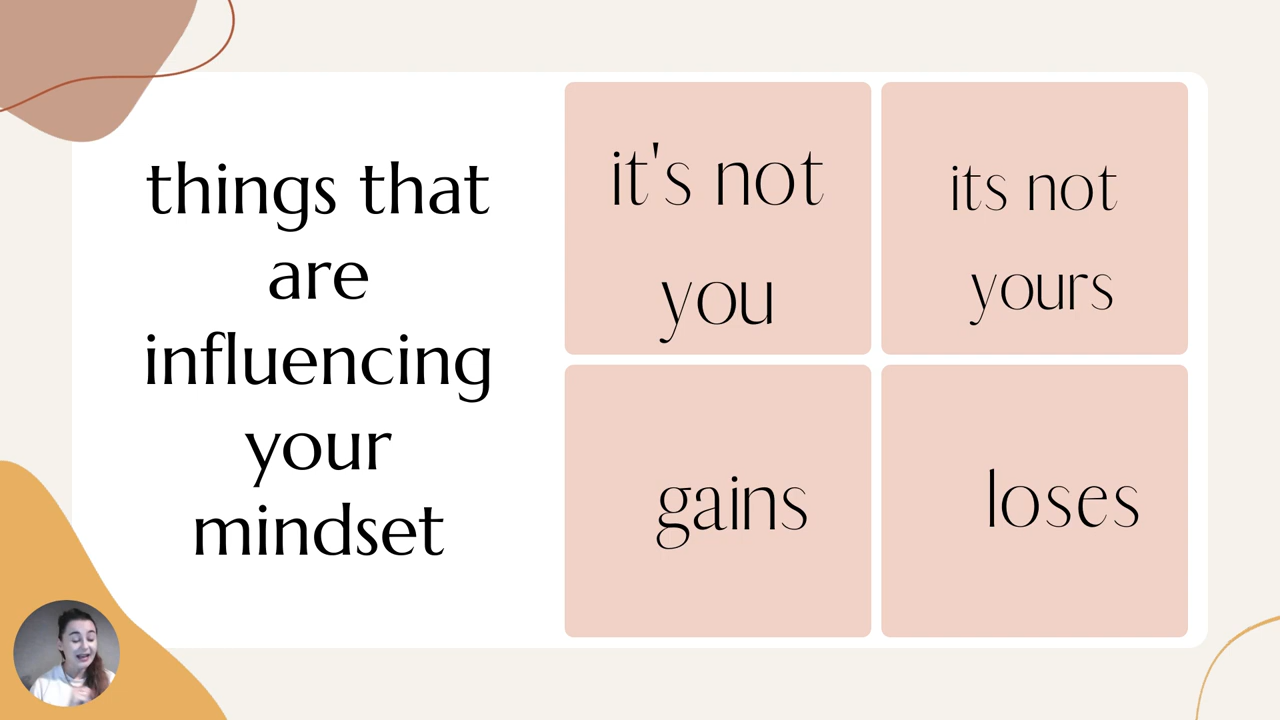 things that
are
influencing
your
mindset
it's not
you
its not
yours
gains
loses